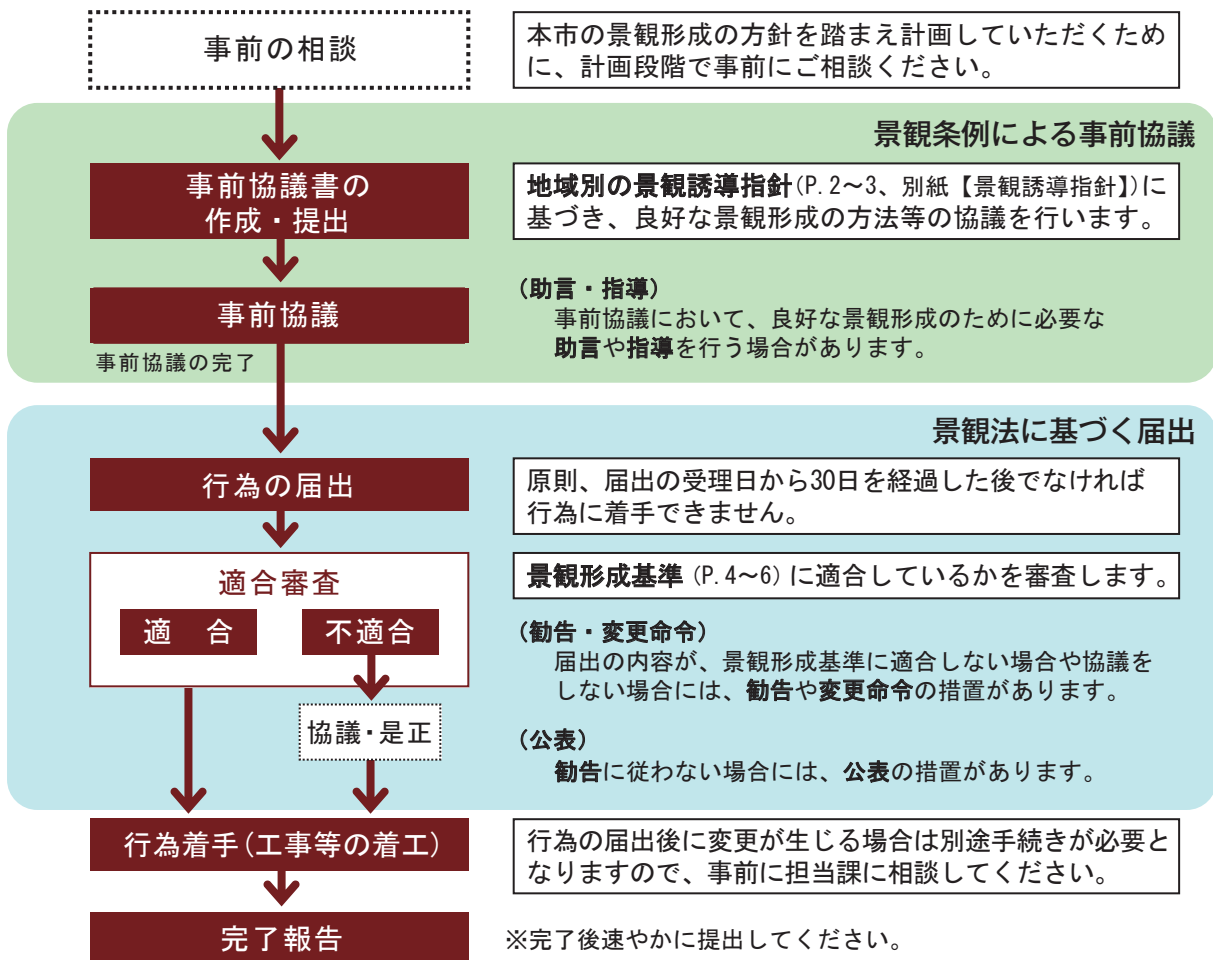 事前の相談
本市の景観形成の方針を踏まえ計画していただくため
に、計画段階で事前にご相談ください。
景観条例による事前協議
事前協議書の
作成・提出
地域別の景観誘導指針(P.2～3、別紙【景観誘導指針】)に
基づき、良好な景観形成の方法等の協議を行います。
事前協議
(助言・指導)
事前協議において、良好な景観形成のために必要な
助言や指導を行う場合があります。
事前協議の完了
景観法に基づく届出
行為の届出
原則、届出の受理日から30日を経過した後でなければ
行為に着手できません。
適合審査
適　合
不適合
景観形成基準(P.4～6)に適合しているかを審査します。
(勧告・変更命令)
届出の内容が、景観形成基準に適合しない場合や協議を
しない場合には、勧告や変更命令の措置があります。
協議・是正
(公表)
勧告に従わない場合には、公表の措置があります。
行為着手(工事等の着工)
行為の届出後に変更が生じる場合は別途手続きが必要と
なりますので、事前に担当課に相談してください。
完了報告
※完了後速やかに提出してください。